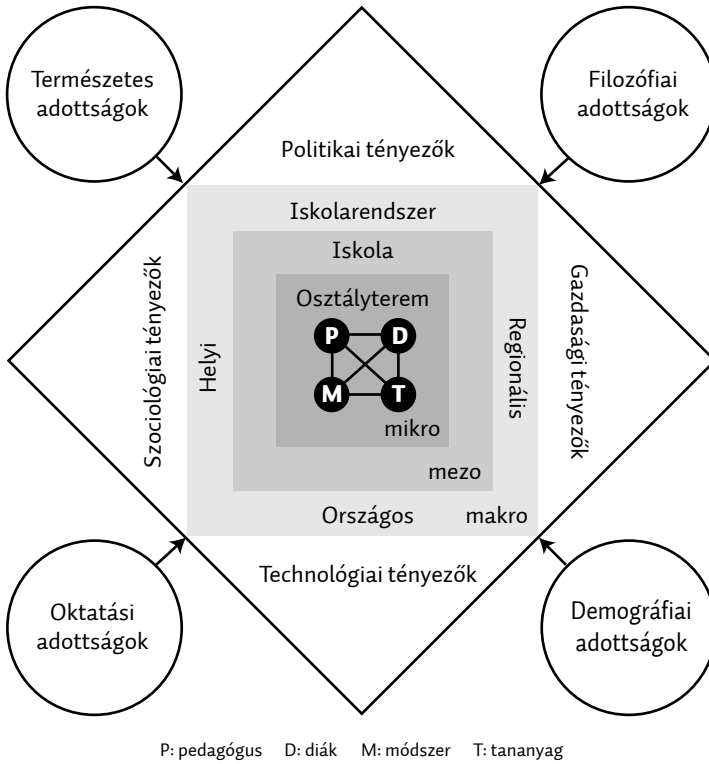 Természetes
adottságok
Filozófiai
adottságok
Politikai tényezők
Iskolarendszer
Iskola
Osztályterem
Szociológiai tényezők
Helyi
P D
M T
Regionális
Gazdasági tényezők
mikro
mezo
Országos makro
Technológiai tényezők
Oktatási
adottságok
Demográfiai
adottságok
P: pedagógus D: diák M: módszer T: tananyag